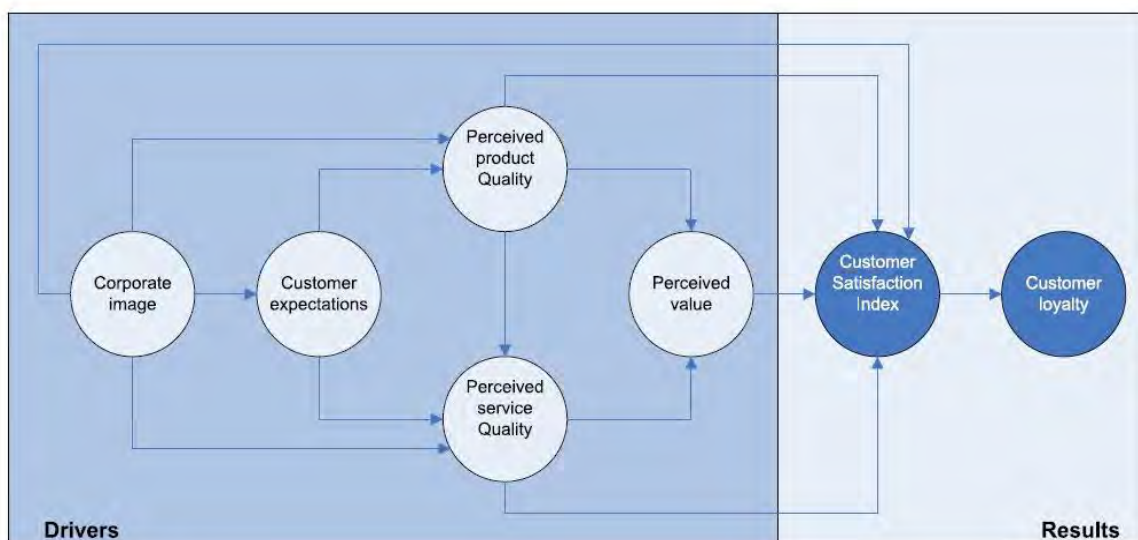 Perceived
product
Quality
Corporate
image
Customer
expectations
Perceived
service
Quality
Perceived
value
Customer
Satisfaction
Index
Customer
loyalty
Drivers
Results